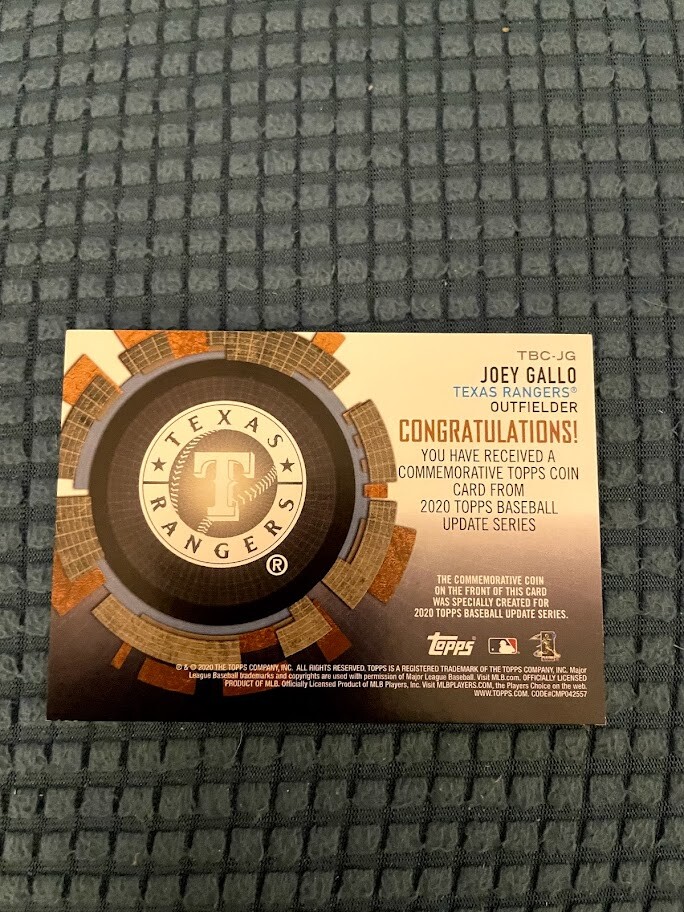 TEXAS
T
RANGERS
®
TBC-JG
JOEY GALLO
TEXAS RANGERS®
OUTFIELDER
CONGRATULATIONS!
YOU HAVE RECEIVED A
COMMEMORATIVE TOPPS COIN
CARD FROM
2020 TOPPS BASEBALL
UPDATE SERIES
THE COMMEMORATIVE COIN
ON THE FRONT OF THIS CARD
WAS SPECIALLY CREATED FOR
2020 TOPPS BASEBALL UPDATE SERIES.
TOPPS
® & © 2020 THE TOPPS COMPANY, INC. ALL RIGHTS RESERVED. TOPPS IS A REGISTERED TRADEMARK OF THE TOPPS COMPANY, INC. Major
League Baseball trademarks and copyrights are used with permission of Major League Baseball. Visit MLB.com. OFFICIALLY LICENSED
PRODUCT OF MLB. Officially Licensed Product of MLB Players, Inc. Visit MLBPLAYERS.COM, the Players Choice on the web.
WWW.TOPPS.COM. CODE#CMP042557